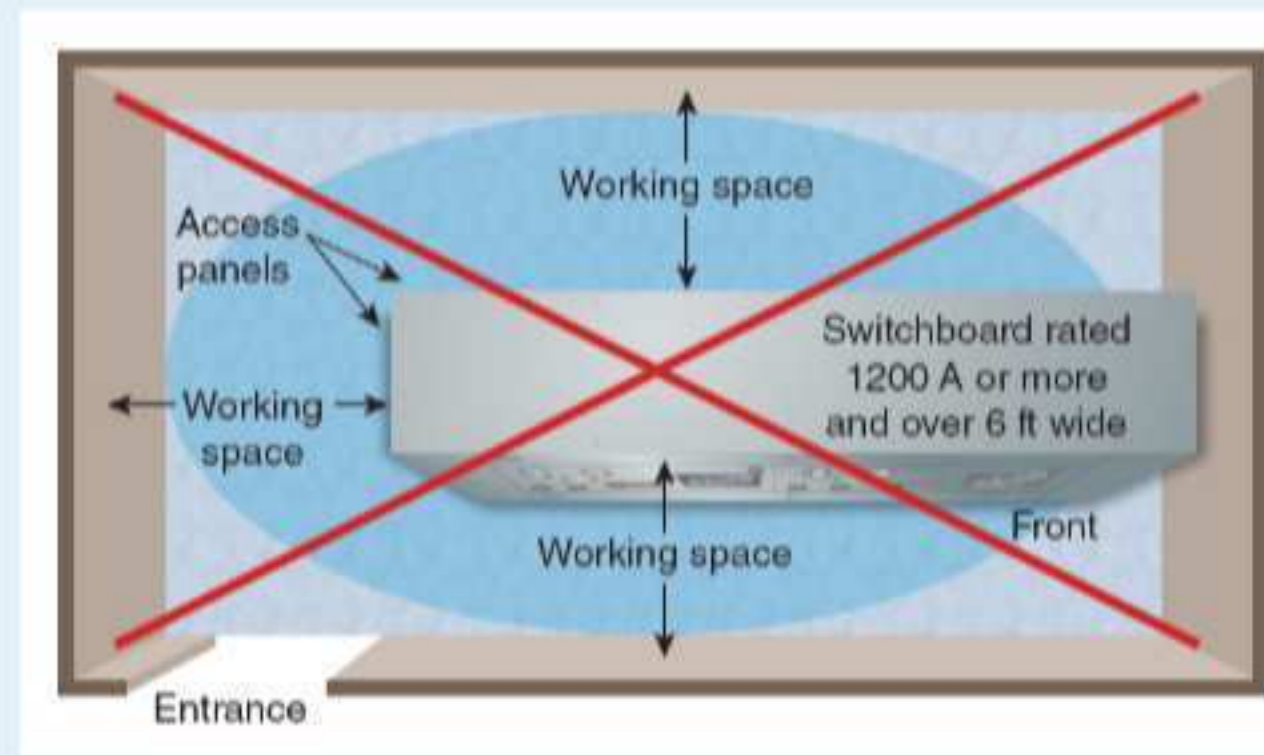 Working space
Access
panels
Switchboard rated
1200 A or more
and over 6 ft wide
Working
space
Front
Working space
Entrance